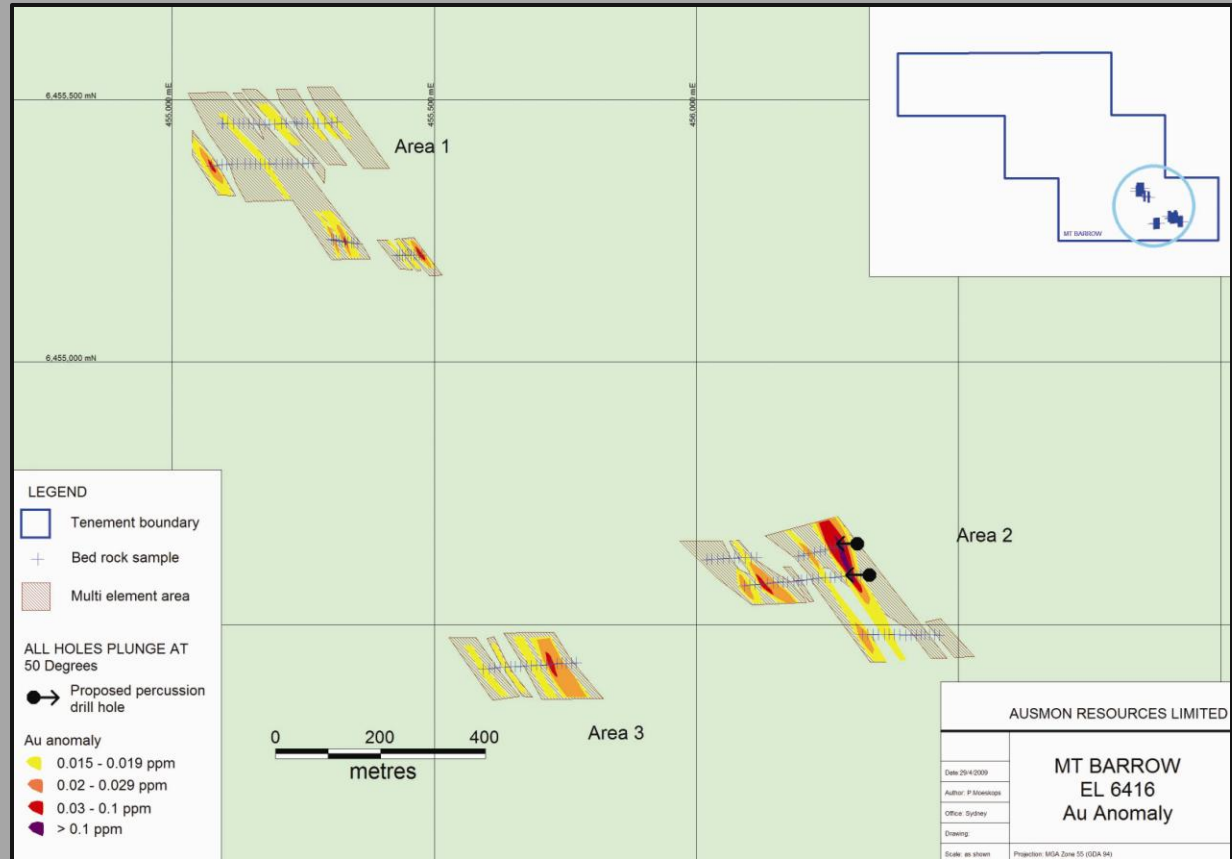 6,455,500 mN
455,000 mE
455,500 mE
456,000 mE
Area 1
MT BARROW
6,455,000 mN
LEGEND
Tenement boundary
Bed rock sample
Multi element area
ALL HOLES PLUNGE AT
50 Degrees
Proposed percussion
drill hole
Au anomaly
0.015 - 0.019 ppm
0.02 - 0.029 ppm
0.03 - 0.1 ppm
> 0.1 ppm
Area 2
Area 3
0 200 400
metres
AUSMON RESOURCES LIMITED
Date 29/4/2009
Author: P.Moeskops
Office: Sydney
Drawing:
Scale: as shown
MT BARROW
EL 6416
Au Anomaly
Projection: MGA Zone 55 (GDA 94)